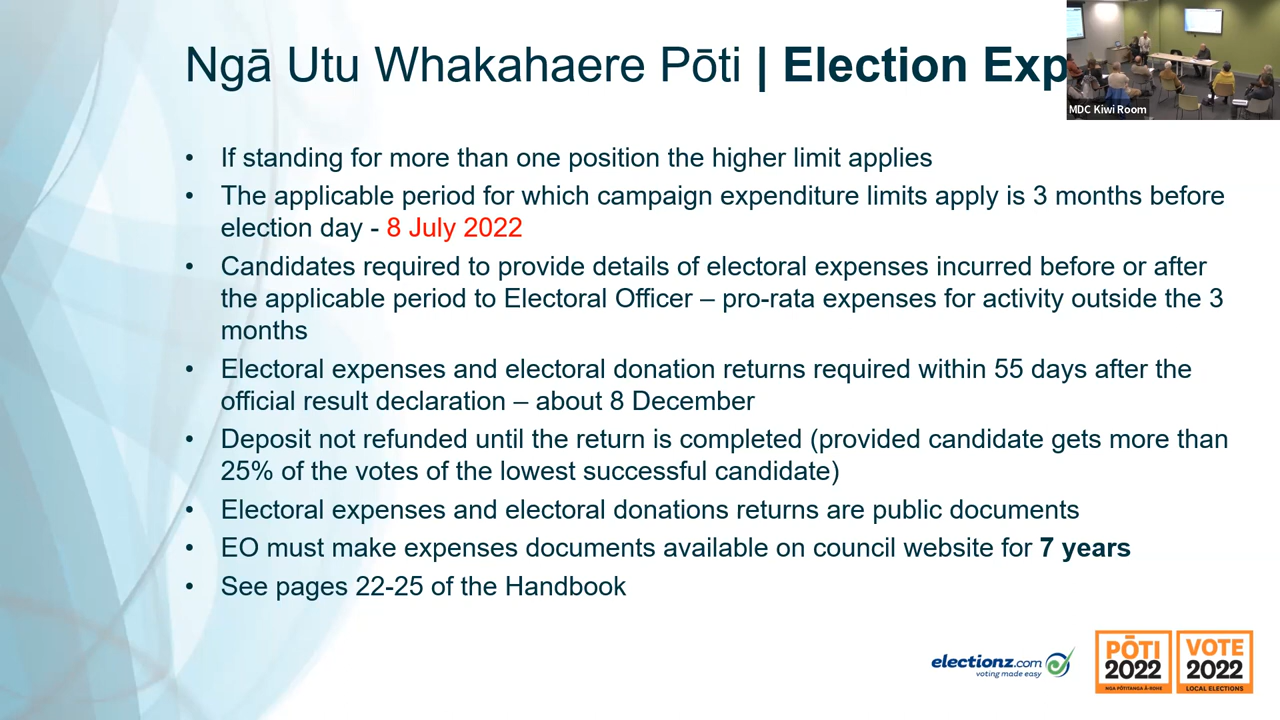 Ngā Utu Whakahaere Pōti | Election Exp
MDC Kiwi Room
• If standing for more than one position the higher limit applies
• The applicable period for which campaign expenditure limits apply is 3 months before
election day - 8 July 2022
• Candidates required to provide details of electoral expenses incurred before or after
the applicable period to Electoral Officer – pro-rata expenses for activity outside the 3
months
• Electoral expenses and electoral donation returns required within 55 days after the
official result declaration – about 8 December
• Deposit not refunded until the return is completed (provided candidate gets more than
25% of the votes of the lowest successful candidate)
• Electoral expenses and electoral donations returns are public documents
• EO must make expenses documents available on council website for 7 years
• See pages 22-25 of the Handbook
electionz.com
voting made easy
PŌTI
2022
NGA PŌTITANGA Ā-ROHE
VOTE
2022
LOCAL ELECTIONS